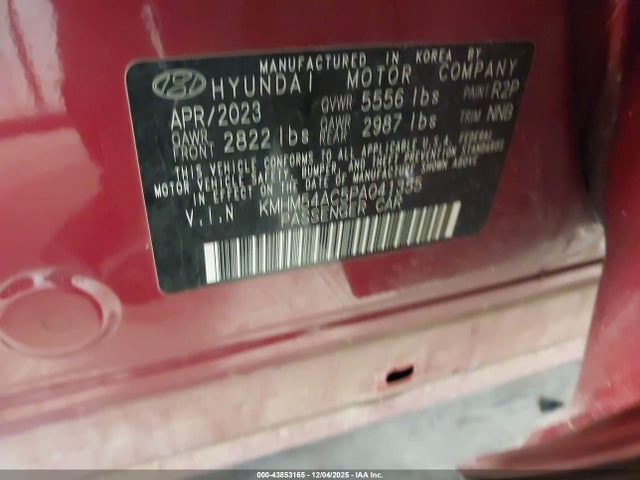 MANUFACTURED IN KOREA BY
HYUNDAI MOTOR COMPANY
APR/2023 GVWR 5556 lbs PAINT R2P
GAWR FRONT 2822 lbs GAWR REAR 2987 lbs TRIM NNB
THIS VEHICLE CONFORMS TO ALL APPLICABLE U.S.A. FEDERAL
MOTOR VEHICLE SAFETY, BUMPER, AND THEFT PREVENTION STANDARDS
IN EFFECT ON THE DATE OF MANUFACTURE SHOWN ABOVE
V.I.N KMHM54AC5PA041355
PASSENGER CAR
000-43853165 - 12/04/2025 - IAA Inc.